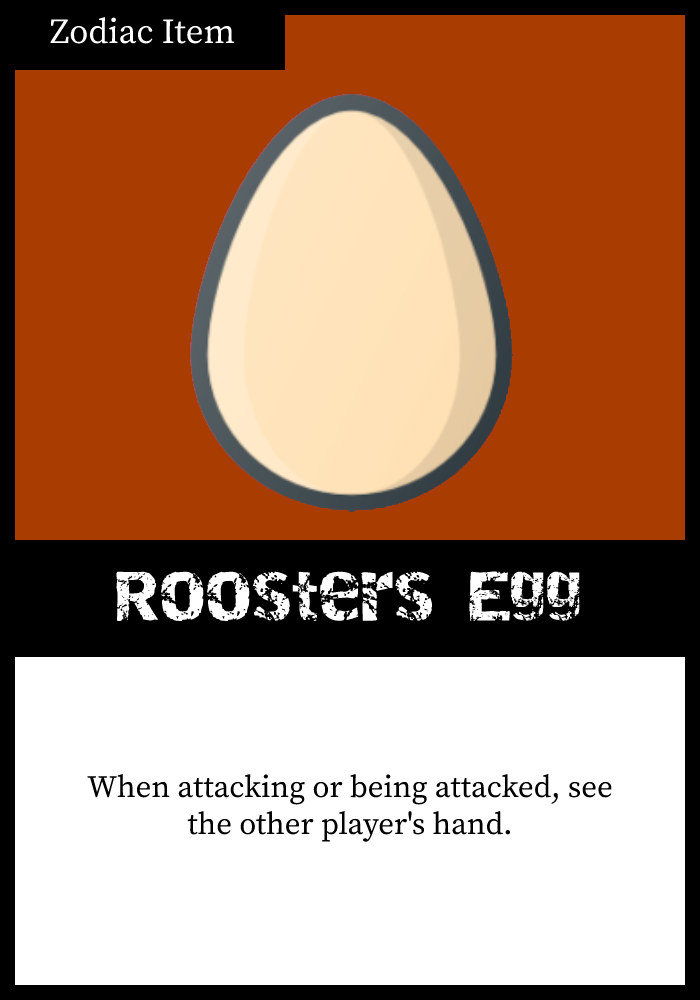 Zodiac Item
Roosters Egg
When attacking or being attacked, see
the other player's hand.